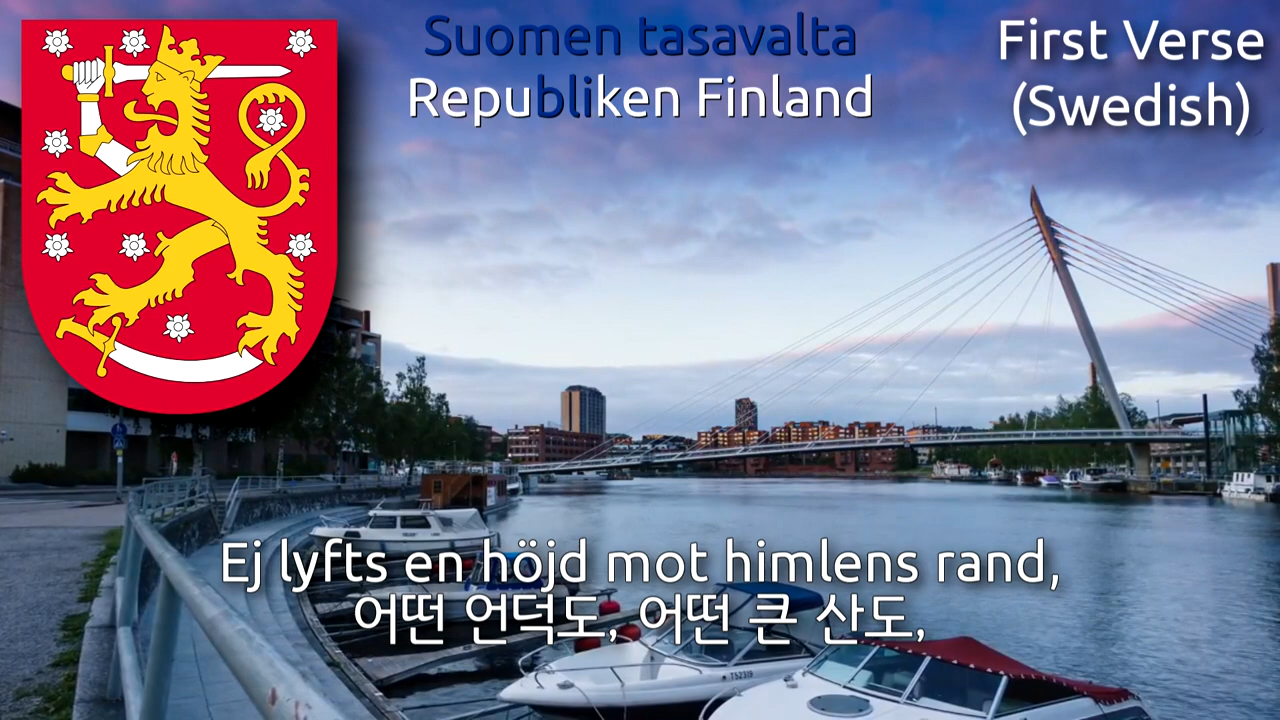 Suomen tasavalta
Republiken Finland
First Verse
(Swedish)
Ej lyfts en höjd mot himlens rand,
어떤 언덕도, 어떤 큰 산도,
TS2319